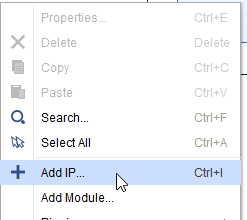 Properties... Ctrl+E
Delete Delete
Copy Ctrl+C
Paste Ctrl+V
Search... Ctrl+F
Select All Ctrl+A
Add IP... Ctrl+I
Add Module...